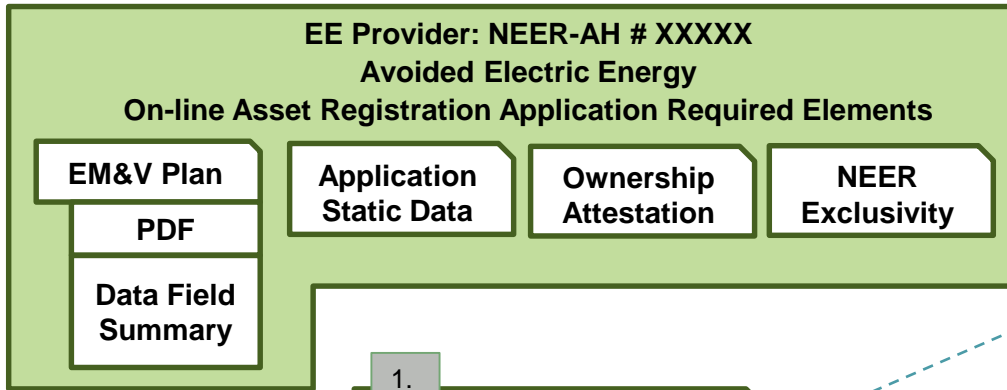 EE Provider: NEER-AH # XXXXX
Avoided Electric Energy
On-line Asset Registration Application Required Elements
EM&V Plan
PDF
Data Field
Summary
Application
Static Data
Ownership
Attestation
NEER
Exclusivity
1.